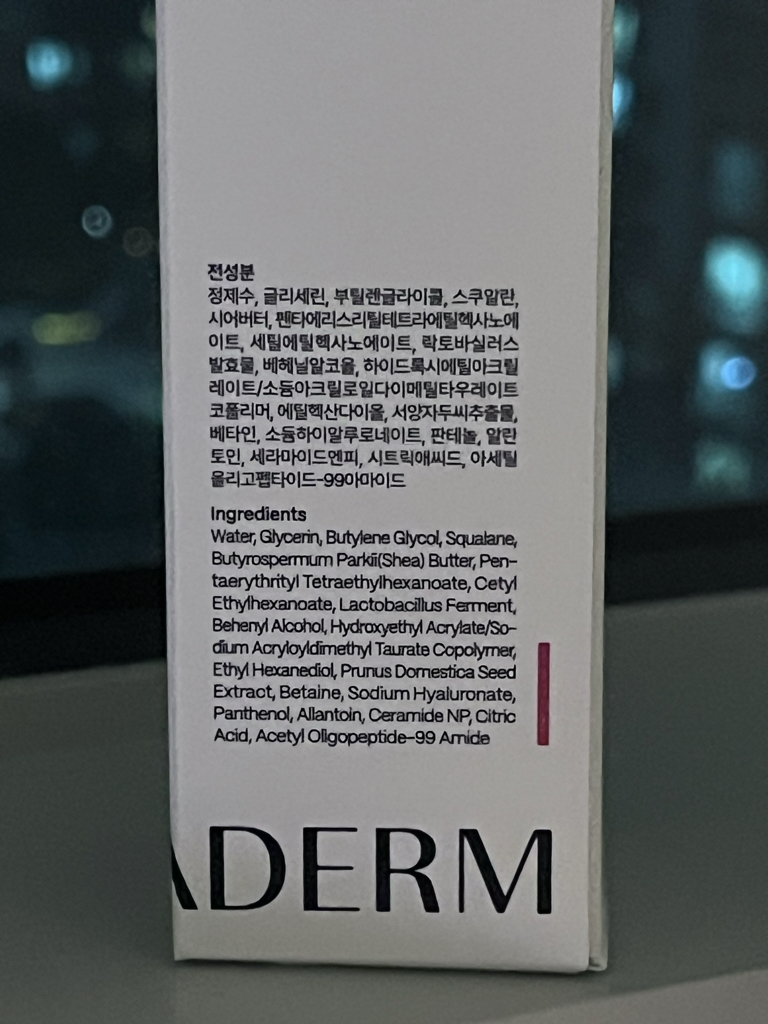 전성분
정제수, 글리세린, 부틸렌글라이콜, 스쿠알란,
시어버터, 펜타에리스리틸테트라에틸헥사노에
이트, 세틸에틸헥사노에이트, 락토바실러스
발효물, 베헤닐알코올, 하이드록시에틸아크릴
레이트/소듐아크릴로일다이메틸타우레이트
코폴리머, 에틸헥산다이올, 서양자두씨추출물,
베타인, 소듐하이알루로네이트, 판테놀, 알란
토인, 세라마이드엔피, 시트릭애씨드, 아세틸
올리고펩타이드-99아마이드
Ingredients
Water, Glycerin, Butylene Glycol, Squalane,
Butyrospermum Parkii(Shea) Butter, Pen-
taerythrityl Tetraethylhexanoate, Cetyl
Ethylhexanoate, Lactobacillus Ferment,
Behenyl Alcohol, Hydroxyethyl Acrylate/So-
dium Acryloyldimethyl Taurate Copolymer,
Ethyl Hexanediol, Prunus Domestica Seed
Extract, Betaine, Sodium Hyaluronate,
Panthenol, Allantoin, Ceramide NP, Citric
Acid, Acetyl Oligopeptide-99 Amide
ADERM